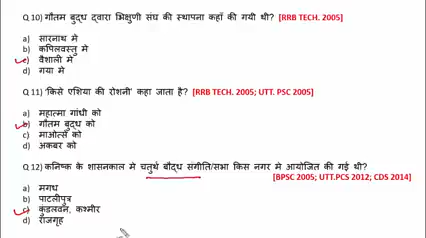 Q 10) गौतम बुद्ध द्वारा भिक्षुणी संघ की स्थापना कहाँ की गयी थी? [RRB TECH. 2005]
a) सारनाथ मे
b) कपिलवस्तु मे
c) वैशाली मे
d) गया मे
Q 11) 'किसे एशिया की रोशनी' कहा जाता है? [RRB TECH. 2005; UTT. PSC 2005]
a) महात्मा गांधी को
b) गौतम बुद्ध को
c) माओत्से को
d) अकबर को
Q 12) कनिष्क के शासनकाल मे चतुर्थ बौद्ध संगीति/सभा किस नगर मे आयोजित की गई थी?
[BPSC 2005; UTT.PCS 2012; CDS 2014]
a) मगध
b) पाटलीपुत्र
c) कुंडलवन, कश्मीर
d) राजगृह